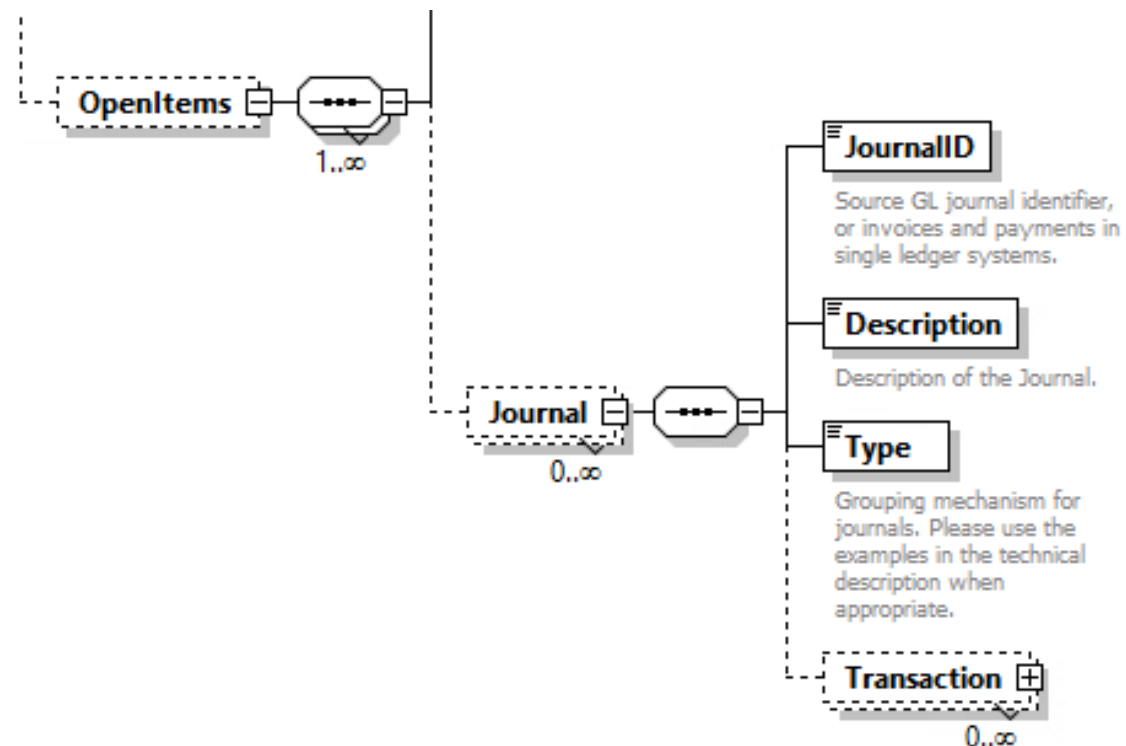 OpenItems
1..∞
JournalID
Source GL journal identifier,
or invoices and payments in
single ledger systems.
Description
Description of the Journal.
Journal
0..∞
Type
Grouping mechanism for
journals. Please use the
examples in the technical
description when
appropriate.
Transaction
0..∞